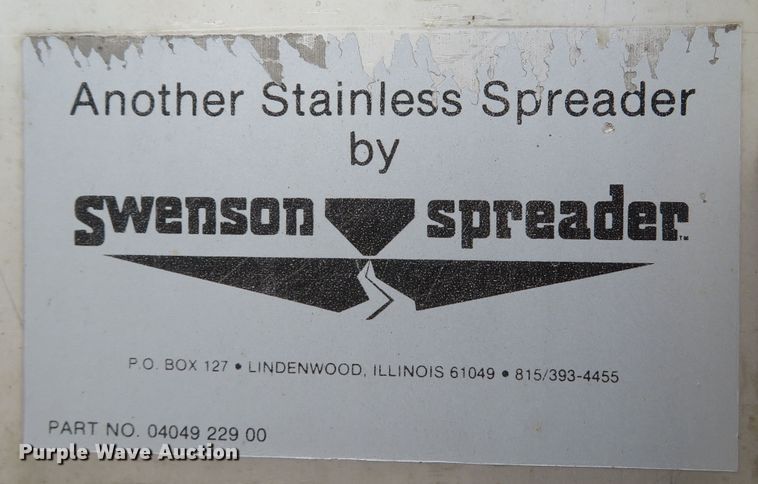 Another Stainless Spreader
by
Swenson spreader™
P.O. BOX 127 • LINDENWOOD, ILLINOIS 61049 • 815/393-4455
PART NO. 04049 229 00
Purple Wave Auction